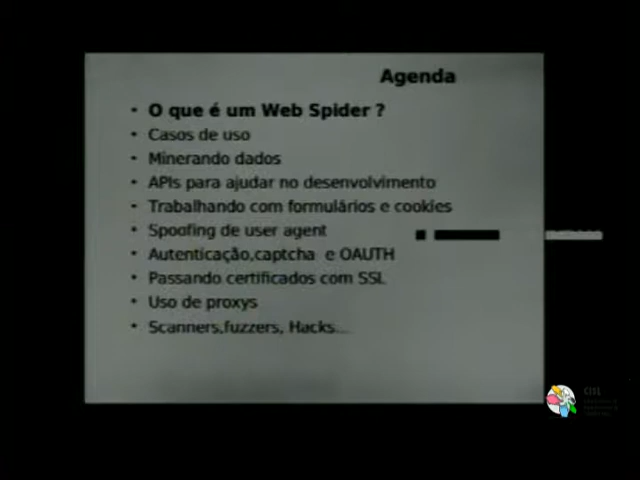 Agenda
• O que é um Web Spider ?
• Casos de uso
• Minerando dados
• APIs para ajudar no desenvolvimento
• Trabalhando com formulários e cookies
• Spoofing de user agent
• Autenticação,captcha e OAUTH
• Passando certificados com SSL
• Uso de proxys
• Scanners,fuzzers, Hacks...
CISL